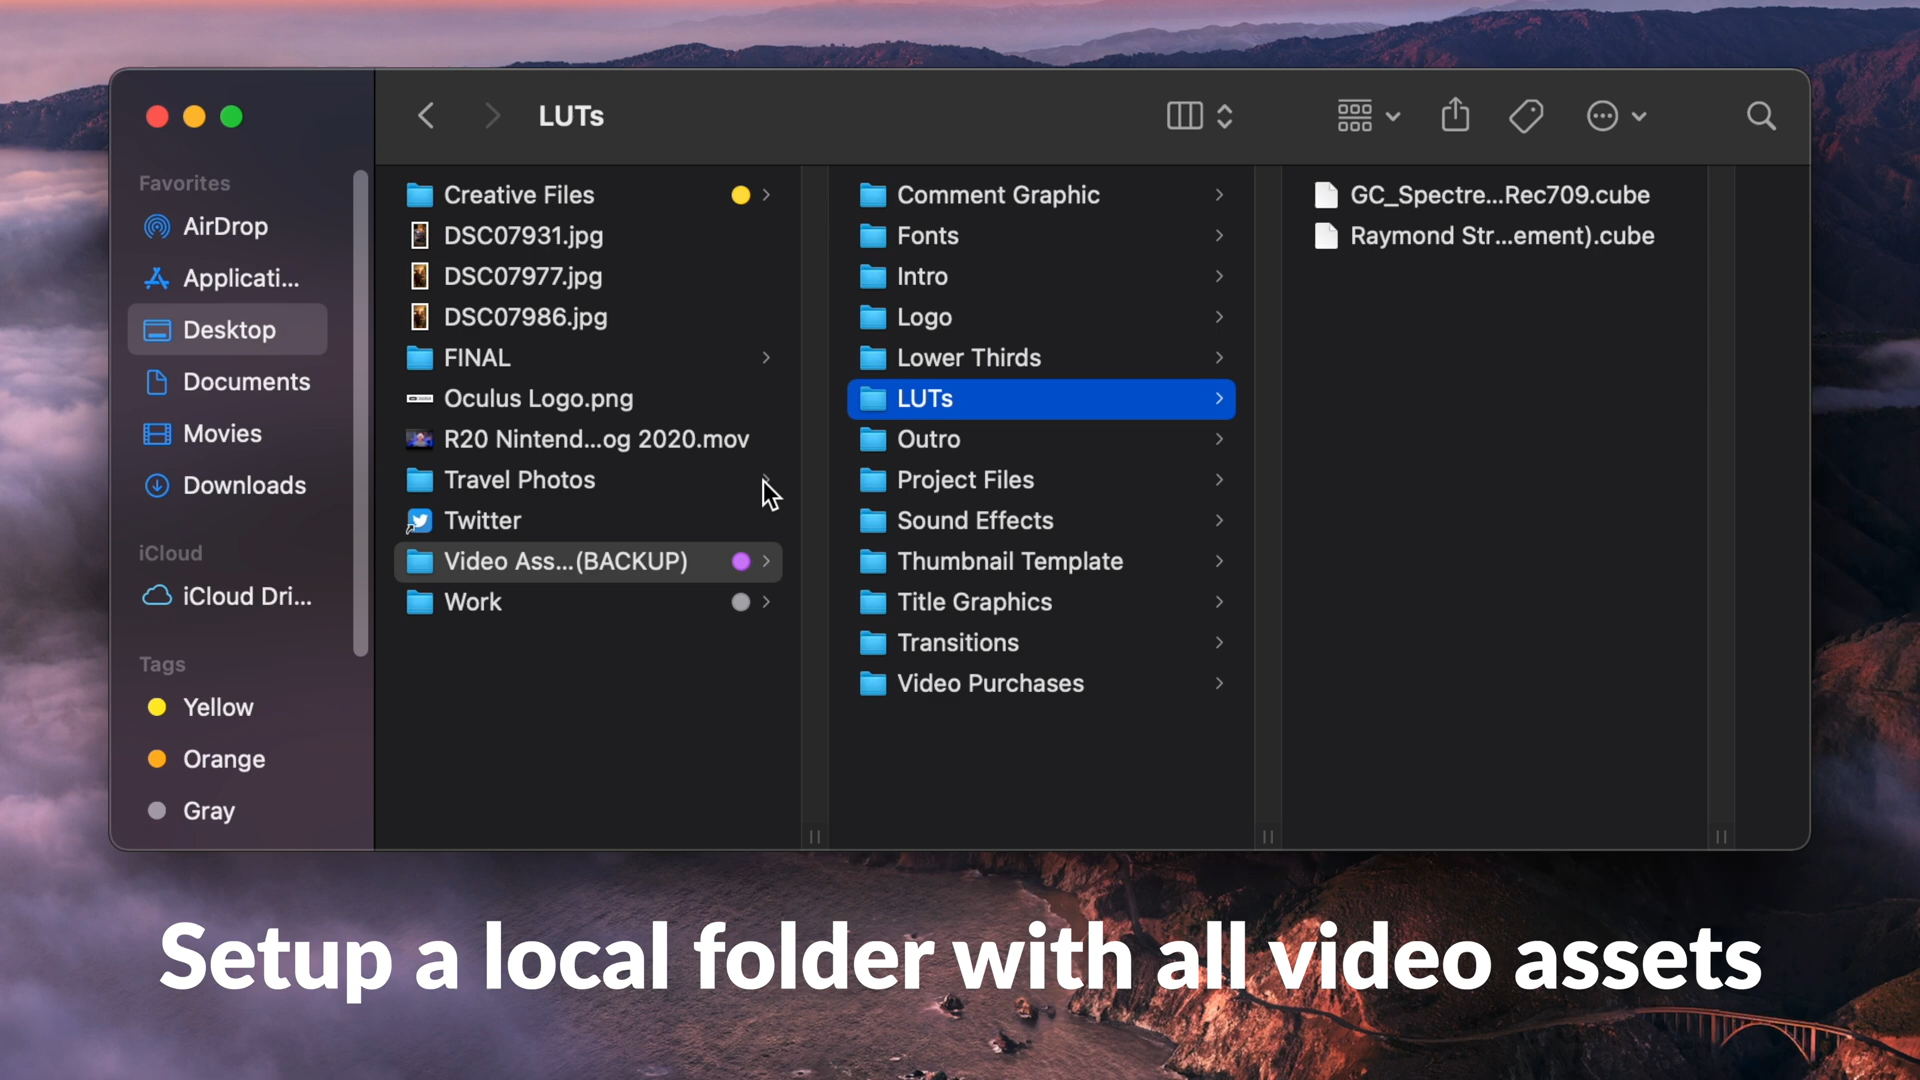 LUTs
Favorites
AirDrop
Applicati...
Desktop
Documents
Movies
Downloads
iCloud
iCloud Dri...
Tags
Yellow
Orange
Gray
Creative Files
DSC07931.jpg
DSC07977.jpg
DSC07986.jpg
FINAL
Oculus Logo.png
R20 Nintend...og 2020.mov
Travel Photos
Twitter
Video Ass...(BACKUP)
Work
Comment Graphic
Fonts
Intro
Logo
Lower Thirds
LUTs
Outro
Project Files
Sound Effects
Thumbnail Template
Title Graphics
Transitions
Video Purchases
GC_Spectre...Rec709.cube
Raymond Str...ement).cube
Setup a local folder with all video assets